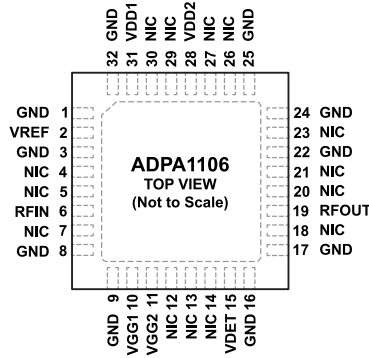 32 GND
31 VDD1
30 NIC
29 NIC
28 VDD2
27 NIC
26 NIC
25 GND
GND 1
VREF 2
GND 3
NIC 4
NIC 5
RFIN 6
NIC 7
GND 8
ADPA1106
TOP VIEW
(Not to Scale)
24 GND
23 NIC
22 GND
21 NIC
20 NIC
19 RFOUT
18 NIC
17 GND
GND 9
VGG1 10
VGG2 11
NIC 12
NIC 13
NIC 14
VDET 15
GND 16